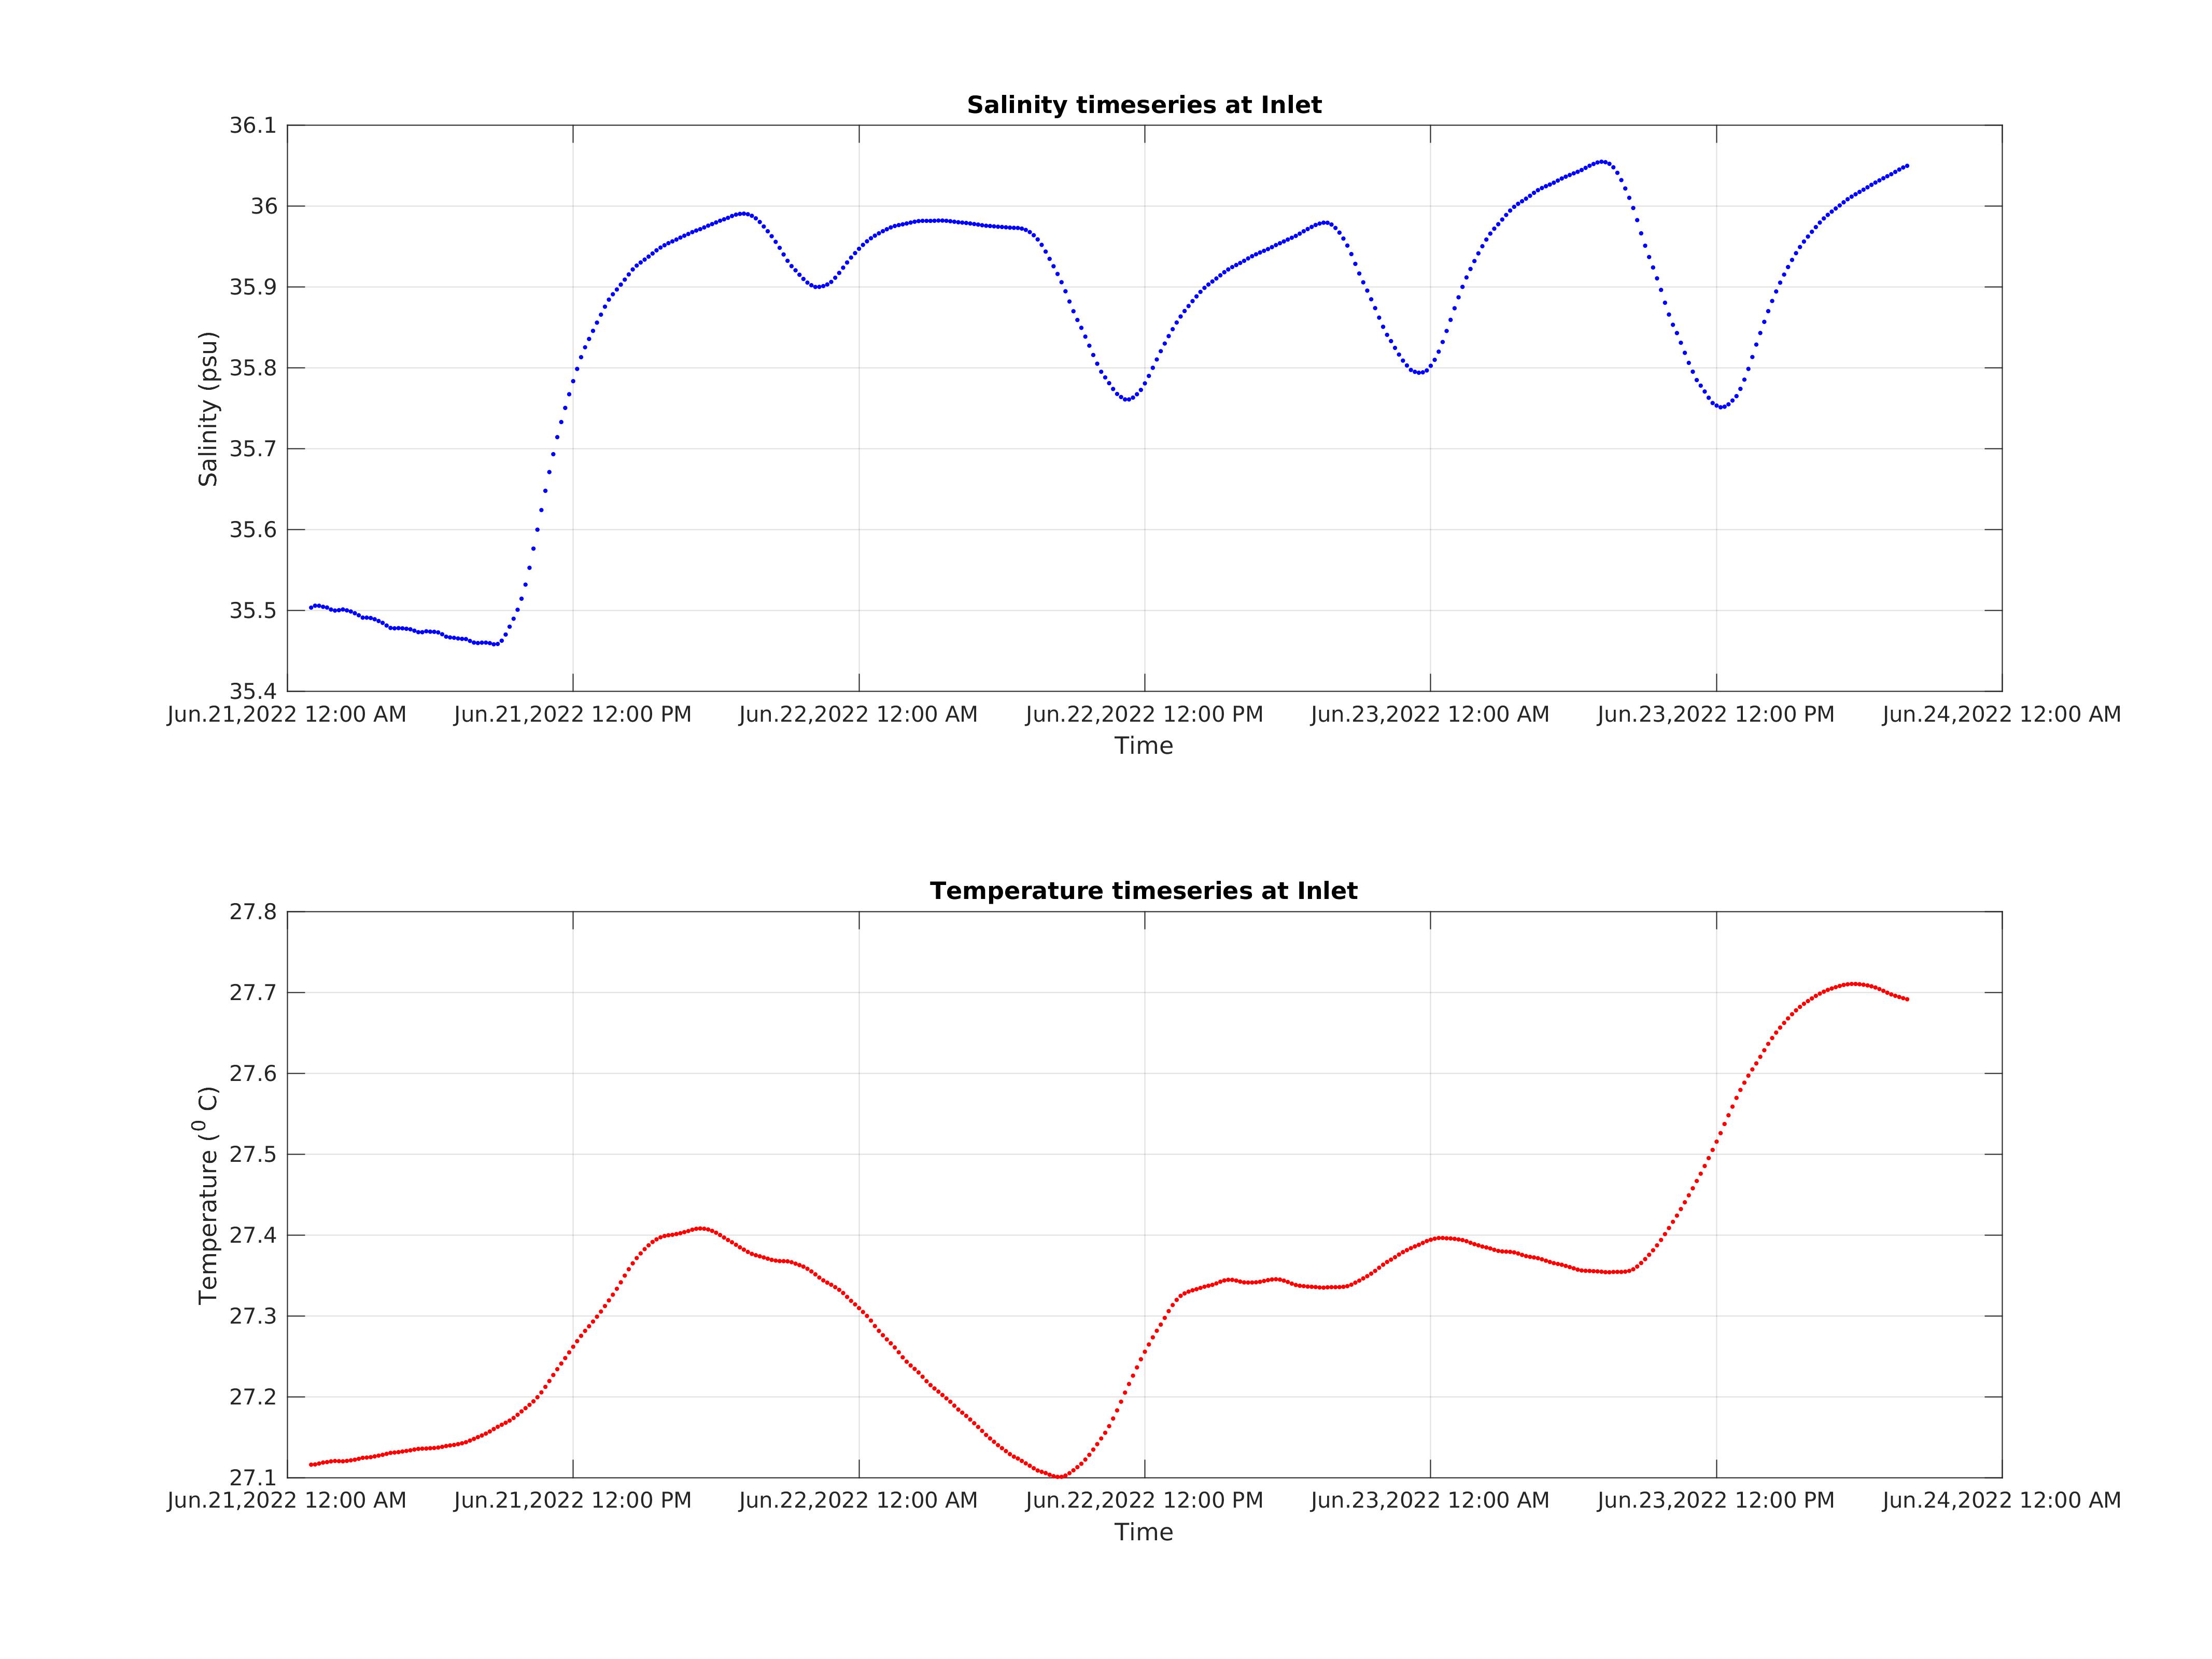 Salinity timeseries at Inlet
36.1
36
35.9
35.8
35.7
35.6
35.5
35.4
Salinity (psu)
Jun.21,2022 12:00 AM Jun.21,2022 12:00 PM Jun.22,2022 12:00 AM Jun.22,2022 12:00 PM Jun.23,2022 12:00 AM Jun.23,2022 12:00 PM Jun.24,2022 12:00 AM
Time
Temperature timeseries at Inlet
27.8
27.7
27.6
27.5
27.4
27.3
27.2
27.1
Temperature (⁰ C)
Jun.21,2022 12:00 AM Jun.21,2022 12:00 PM Jun.22,2022 12:00 AM Jun.22,2022 12:00 PM Jun.23,2022 12:00 AM Jun.23,2022 12:00 PM Jun.24,2022 12:00 AM
Time